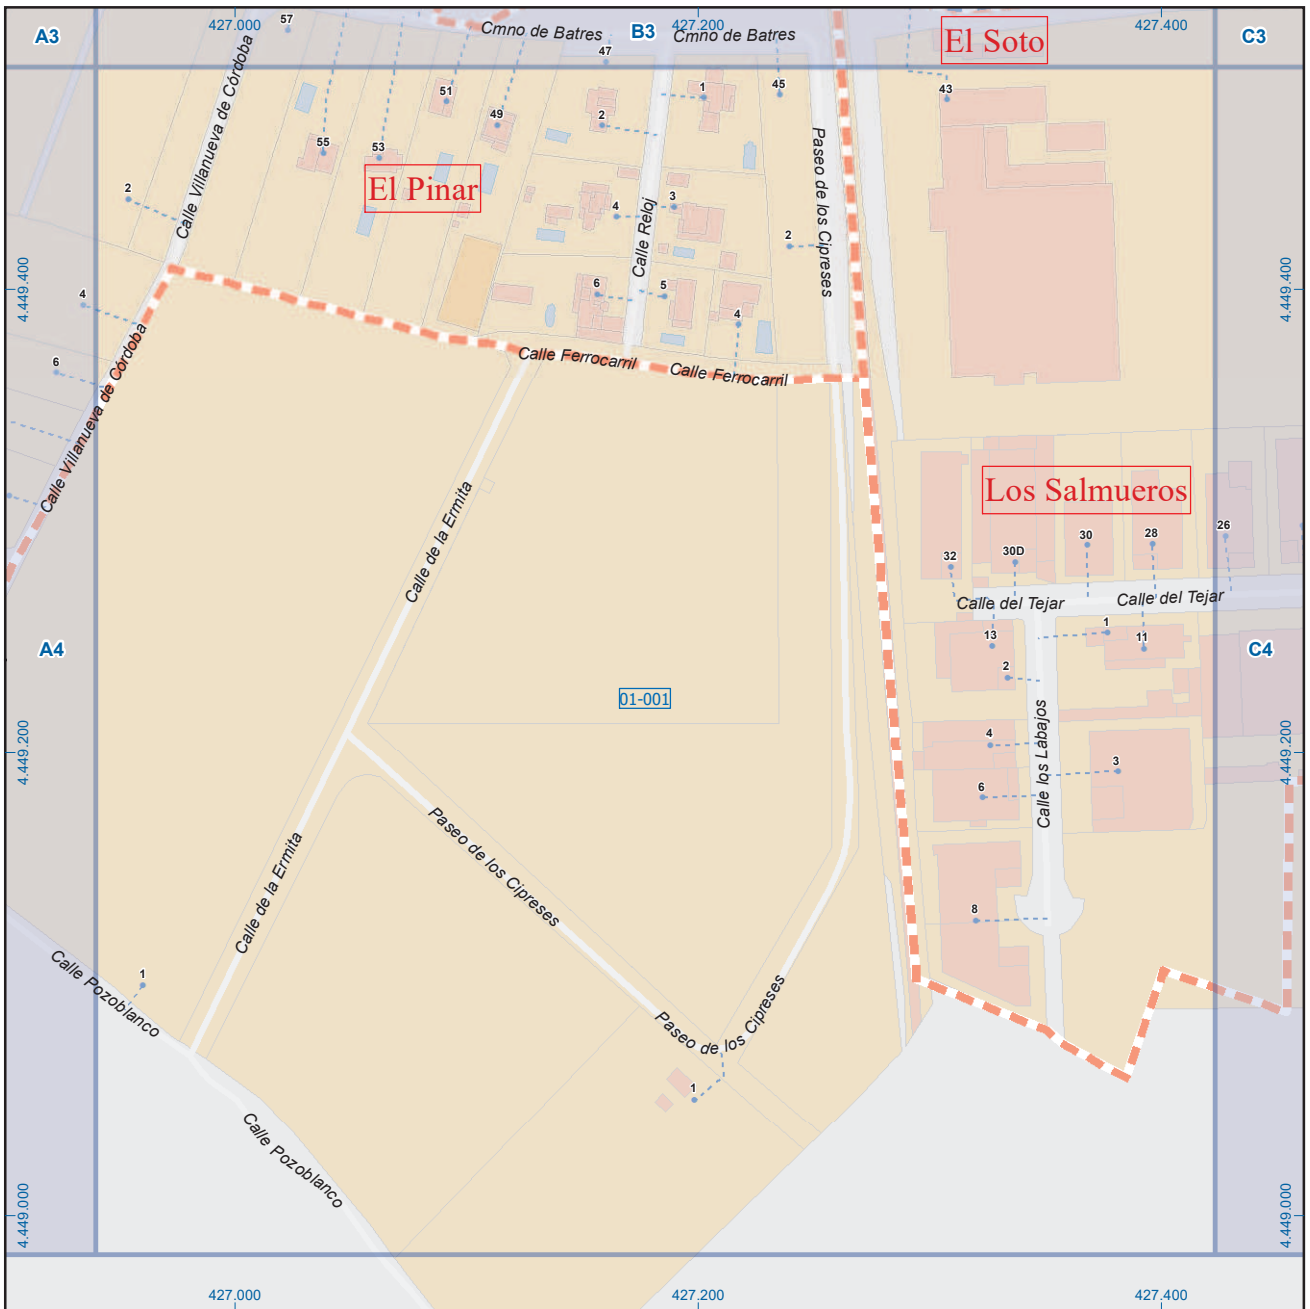 427.000
427.200
427.400
A3
57
Cmno de Batres
B3
Cmno de Batres
El Soto
C3
47
Calle Villanueva de Córdoba
51
49
1
2
45
43
55
53
Paseo de los Cipreses
El Pinar
2
4
3
Calle Reloj
2
4.449.400
4.449.400
4
6
5
4
Calle Ferrocarril
Calle Ferrocarril
6
Calle Villanueva de Córdoba
Calle de la Ermita
Los Salmueros
32
30D
30
28
26
Calle del Tejar
Calle del Tejar
A4
13
2
1
11
C4
01-001
4
Calle los Labajos
3
6
4.449.200
4.449.200
Paseo de los Cipreses
Calle de la Ermita
8
Calle Pozoblanco
1
Paseo de los Cipreses
1
Calle Pozoblanco
4.449.000
4.449.000
427.000
427.200
427.400